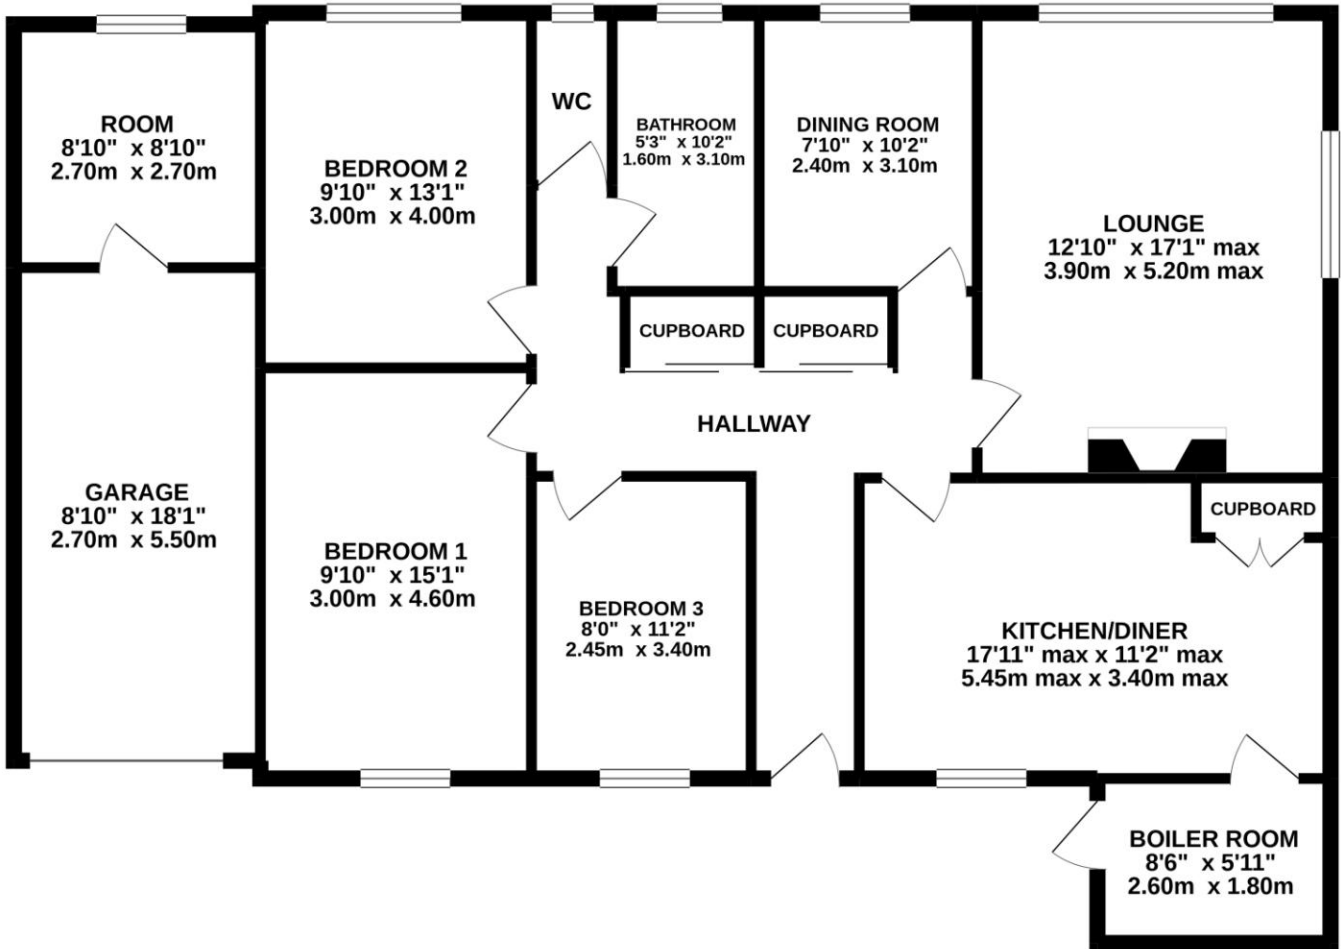 ROOM
8'10" x 8'10"
2.70m x 2.70m
BEDROOM 2
9'10" x 13'1"
3.00m x 4.00m
WC
BATHROOM
5'3" x 10'2"
1.60m x 3.10m
DINING ROOM
7'10" x 10'2"
2.40m x 3.10m
LOUNGE
12'10" x 17'1" max
3.90m x 5.20m max
CUPBOARD
CUPBOARD
HALLWAY
GARAGE
8'10" x 18'1"
2.70m x 5.50m
BEDROOM 1
9'10" x 15'1"
3.00m x 4.60m
BEDROOM 3
8'0" x 11'2"
2.45m x 3.40m
CUPBOARD
KITCHEN/DINER
17'11" max x 11'2" max
5.45m max x 3.40m max
BOILER ROOM
8'6" x 5'11"
2.60m x 1.80m